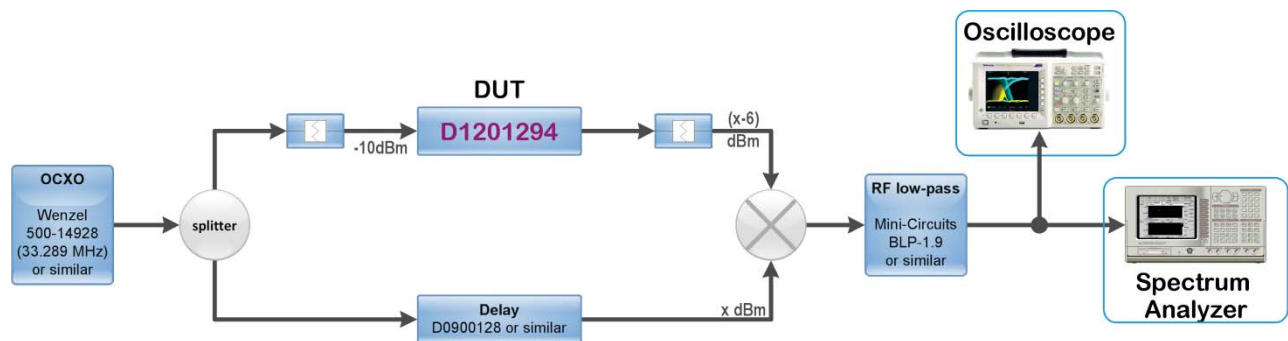 Oscilloscope
DUT
D1201294
-10dBm
(x-6)
dBm
OCXO
Wenzel
500-14928
(33.289 MHz)
or similar
splitter
RF low-pass
Mini-Circuits
BLP-1.9
or similar
Delay
D0900128 or similar
x dBm
Spectrum
Analyzer